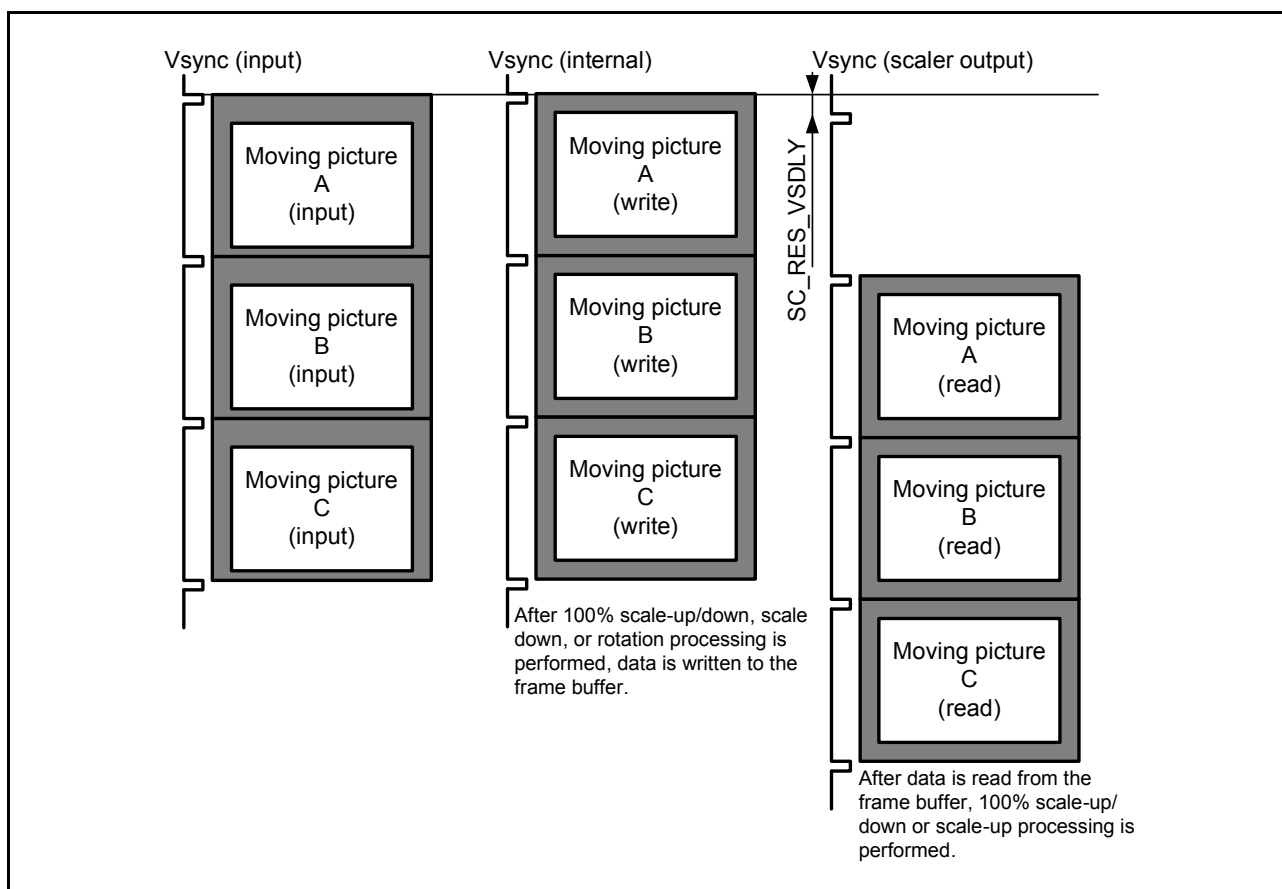 Vsync (input)
Vsync (internal)
Vsync (scaler output)
Moving picture
A
(input)
Moving picture
B
(input)
Moving picture
C
(input)
Moving picture
A
(write)
Moving picture
B
(write)
Moving picture
C
(write)
After 100% scale-up/down, scale
down, or rotation processing is
performed, data is written to the
frame buffer.
SC_RES_VSDLY
Moving picture
A
(read)
Moving picture
B
(read)
Moving picture
C
(read)
After data is read from the
frame buffer, 100% scale-up/
down or scale-up processing is
performed.